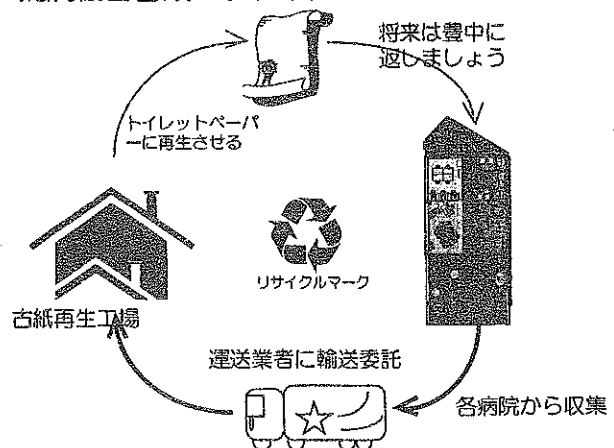 将来は豊中に
返しましょう
トイレットペーパ
ーに再生させる
リサイクルマーク
古紙再生工場
運送業者に輸送委託
各病院から収集